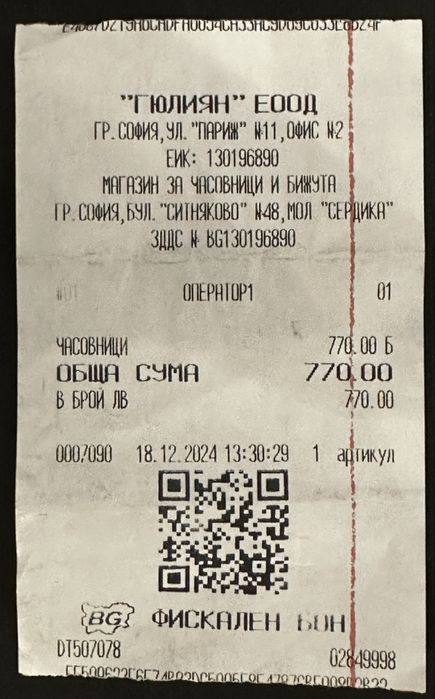 "ГЮЛИЯН" ЕООД
ГР.СОФИЯ,УЛ."ПАРИЖ" №11,ОФИС №2
ЕИК: 130196890
МАГАЗИН ЗА ЧАСОВНИЦИ И БИЖУТА
ГР.СОФИЯ,БУЛ. "СИТНЯКОВО" №48,МОЛ "СЕРДИКА"
ЗДДС № BG130196890
#01 ОПЕРАТОР1 01
ЧАСОВНИЦИ 770.00 Б
ОБЩА СУМА 770.00
В БРОЙ ЛВ 770.00
0007090 18.12.2024 13:30:29 1 артикул
BG ФИСКАЛЕН БОН
DT507078 02849998